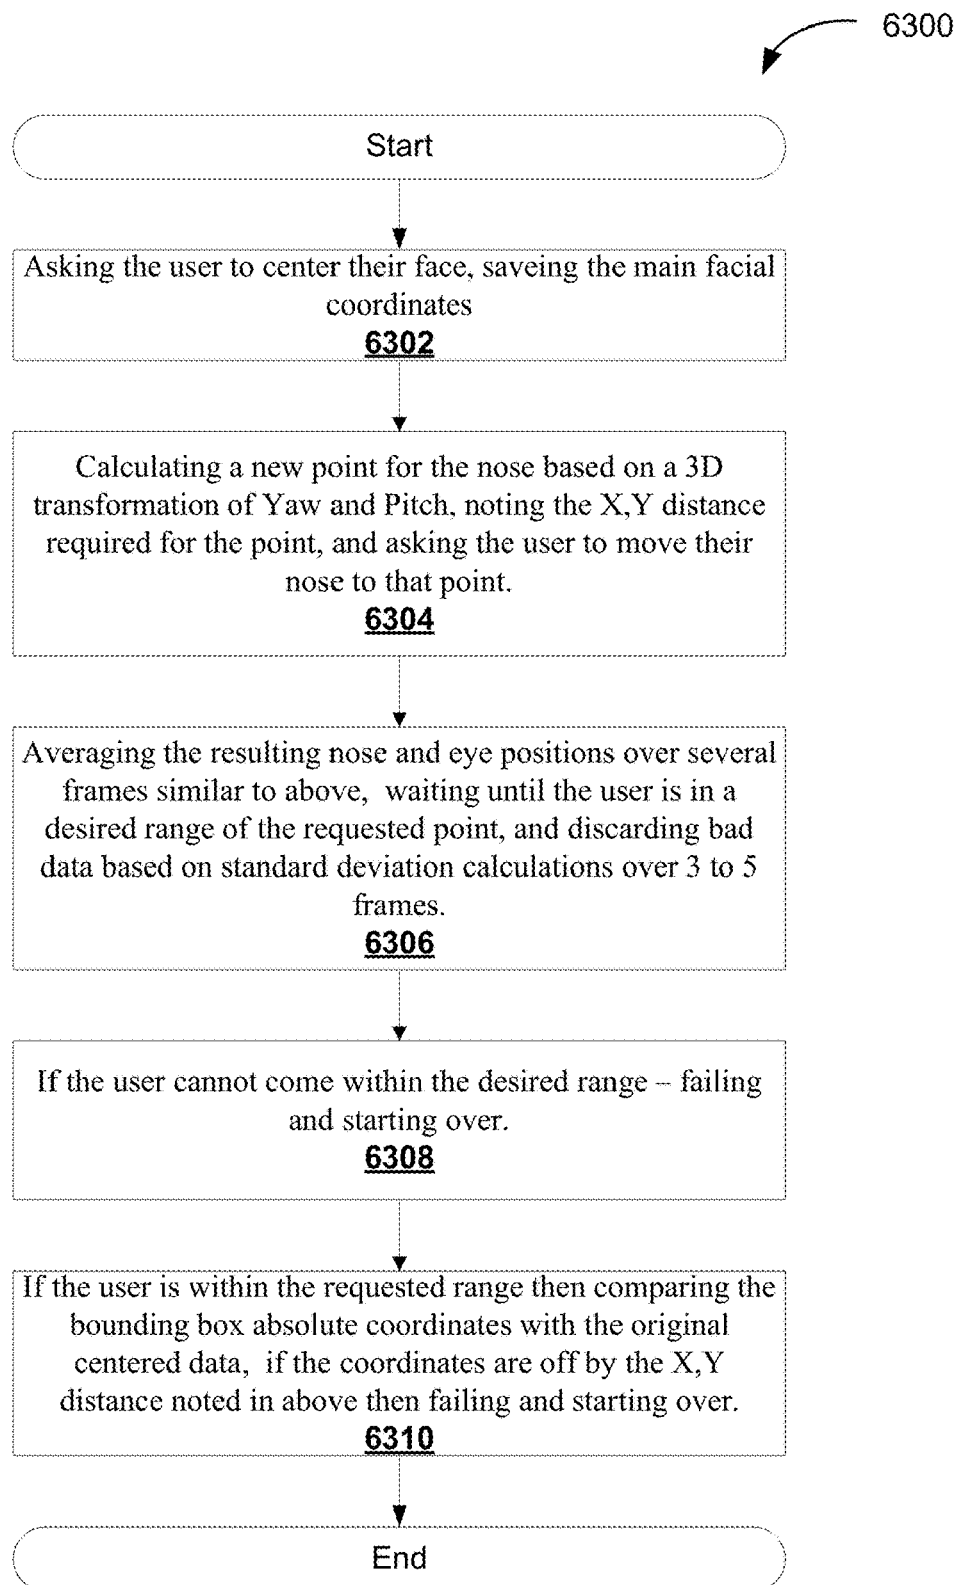 6300
Start
Asking the user to center their face, saveing the main facial
coordinates
6302
Calculating a new point for the nose based on a 3D
transformation of Yaw and Pitch, noting the X,Y distance
required for the point, and asking the user to move their
nose to that point.
6304
Averaging the resulting nose and eye positions over several
frames similar to above, waiting until the user is in a
desired range of the requested point, and discarding bad
data based on standard deviation calculations over 3 to 5
frames.
6306
If the user cannot come within the desired range – failing
and starting over.
6308
If the user is within the requested range then comparing the
bounding box absolute coordinates with the original
centered data, if the coordinates are off by the X,Y
distance noted in above then failing and starting over.
6310
End